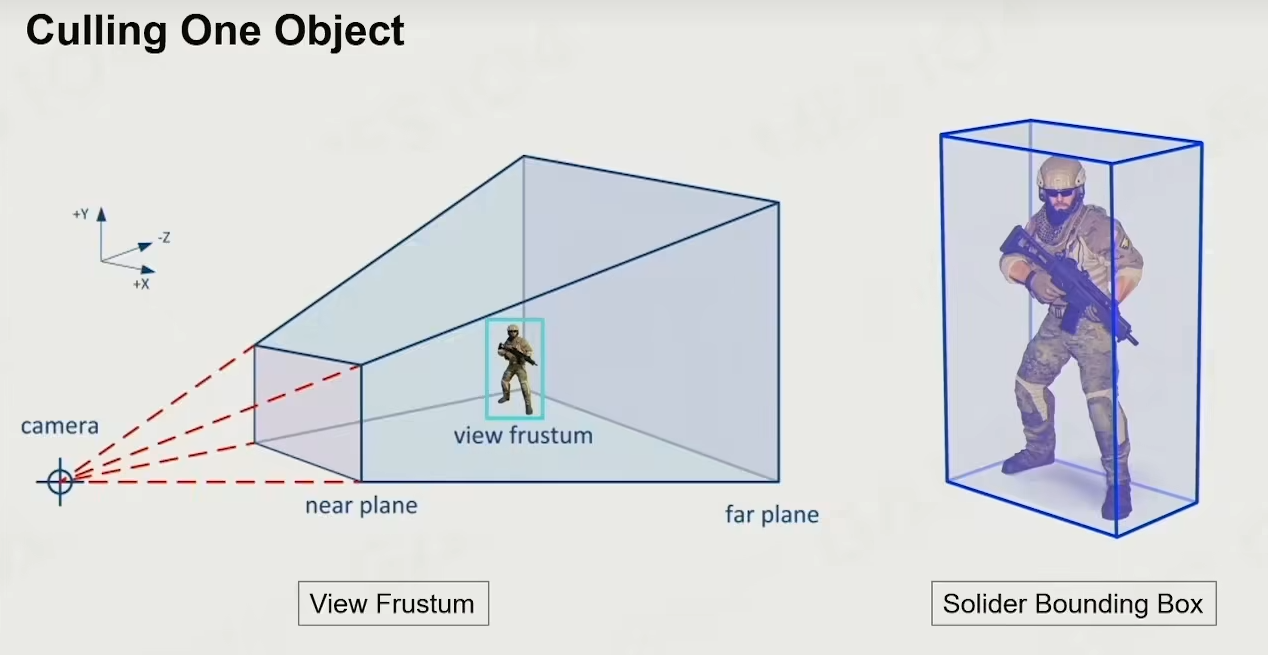 Culling One Object
+Y
-Z
+X
camera
view frustum
near plane
far plane
View Frustum
Solider Bounding Box